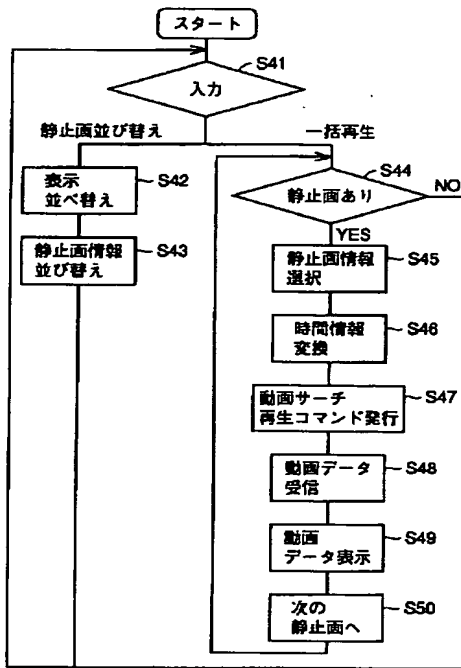 スタート
S41
入力
静止画並び替え
一括再生
S42
表示
並べ替え
S43
静止画情報
並び替え
S44
静止画あり
NO
YES
S45
静止画情報
選択
S46
時間情報
変換
S47
動画サーチ
再生コマンド発行
S48
動画データ
受信
S49
動画
データ表示
S50
次の
静止画へ